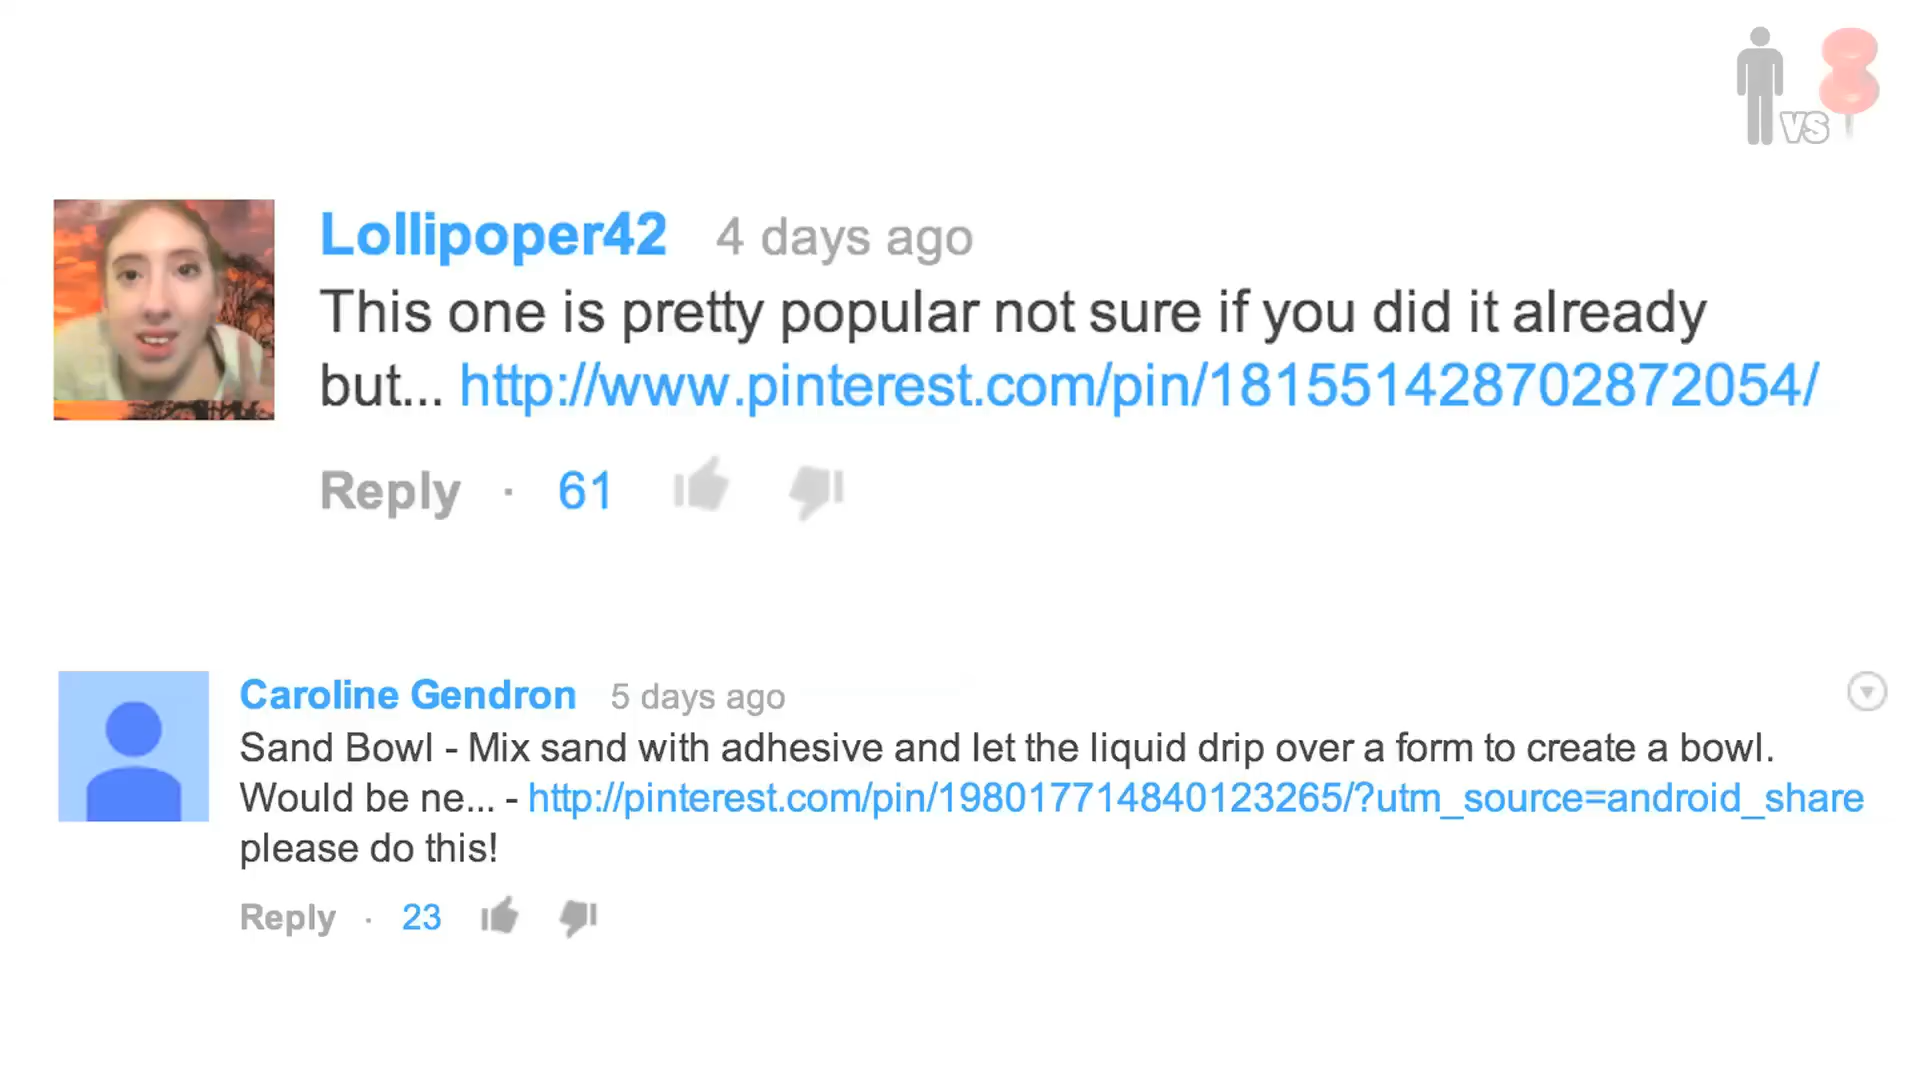 VS
Lollipoper42 4 days ago
This one is pretty popular not sure if you did it already
but... http://www.pinterest.com/pin/181551428702872054/
Reply · 61
Caroline Gendron 5 days ago
Sand Bowl - Mix sand with adhesive and let the liquid drip over a form to create a bowl.
Would be ne... - http://pinterest.com/pin/198017714840123265/?utm_source=android_share
please do this!
Reply · 23